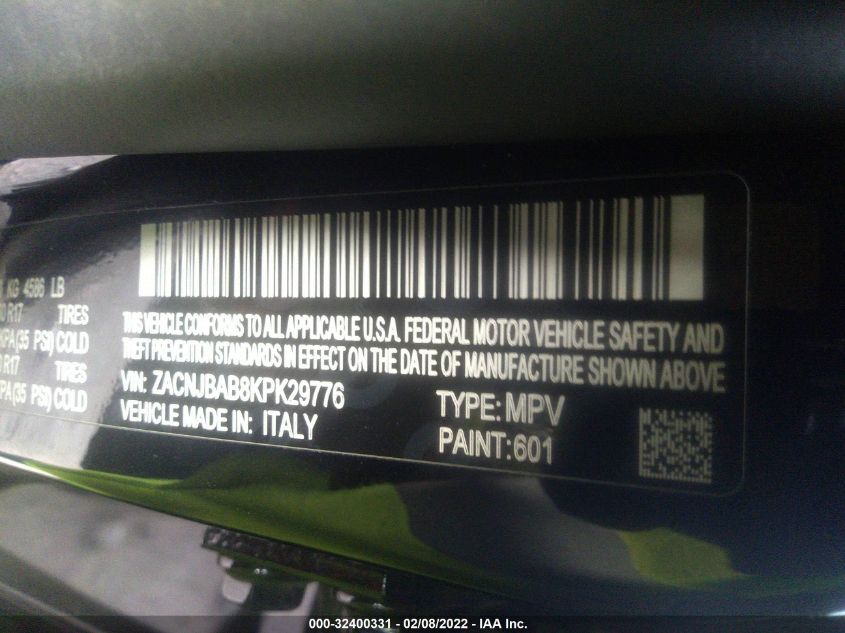 KG 4586 LB
R17 TIRES
KPA(35 PSI) COLD
R17
KPA(35 PSI) COLD
THIS VEHICLE CONFORMS TO ALL APPLICABLE U.S.A. FEDERAL MOTOR VEHICLE SAFETY AND
THEFT PREVENTION STANDARDS IN EFFECT ON THE DATE OF MANUFACTURE SHOWN ABOVE
VIN: ZACNJBAB8KPK29776
TYPE: MPV
VEHICLE MADE IN: ITALY
PAINT:601
000-32400331 - 02/08/2022 - IAA Inc.